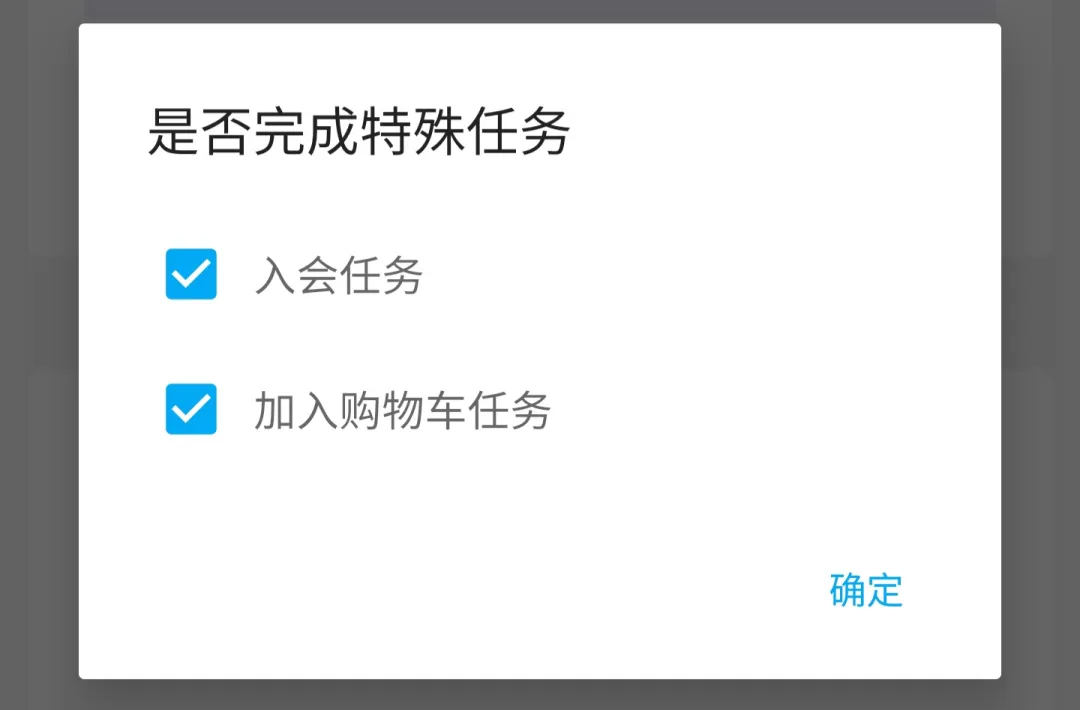 是否完成特殊任务
入会任务
加入购物车任务
确定